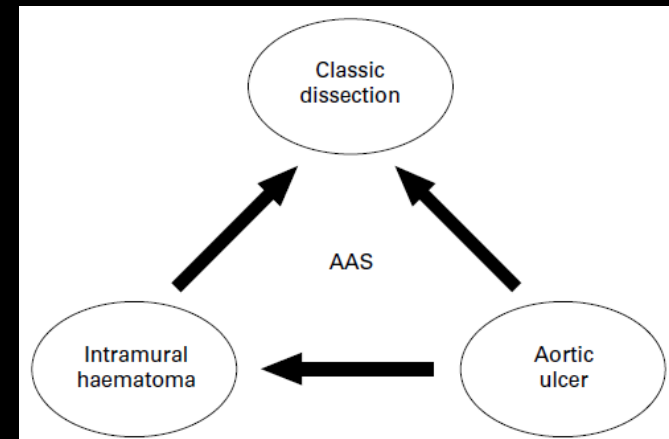 Classic
dissection
AAS
Intramural
haematoma
Aortic
ulcer